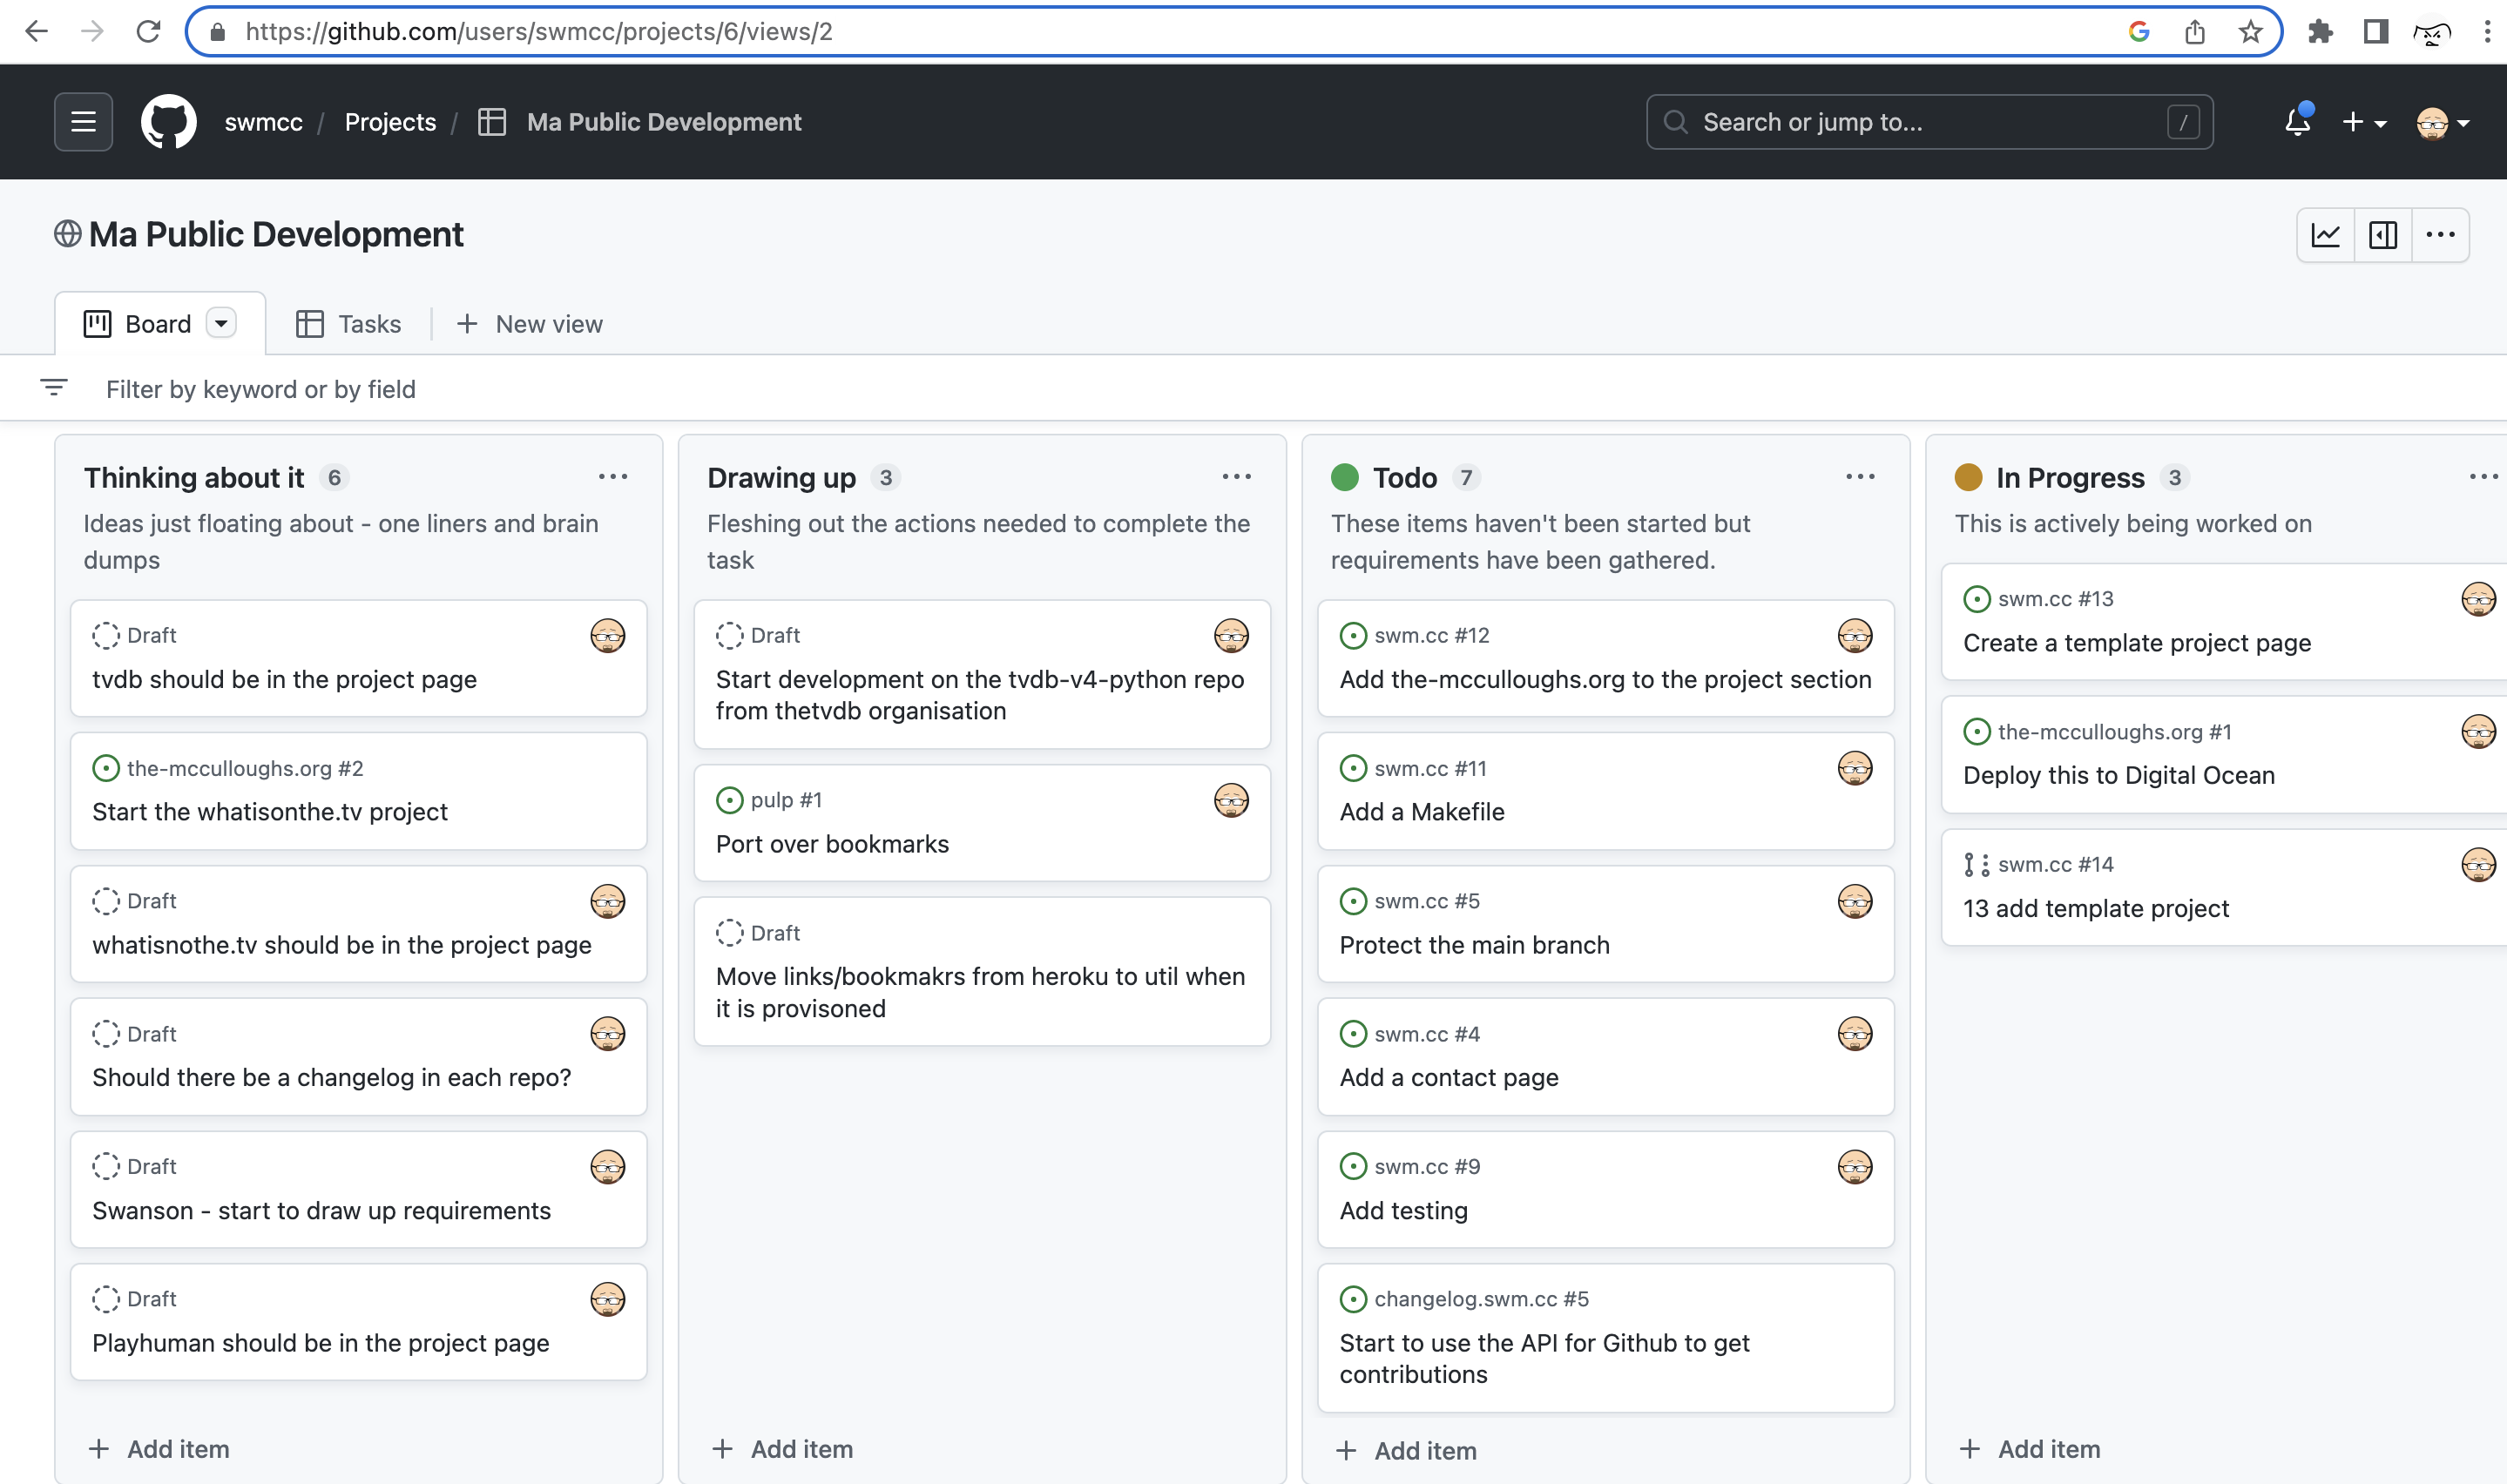 https://github.com/users/swmcc/projects/6/views/2
swmcc / Projects / Ma Public Development
Search or jump to...
/
Ma Public Development
Board
Tasks
New view
Filter by keyword or by field
Thinking about it 6
Ideas just floating about - one liners and brain
dumps
Draft
tvdb should be in the project page
the-mcculloughs.org #2
Start the whatisonthe.tv project
Draft
whatisnothe.tv should be in the project page
Draft
Should there be a changelog in each repo?
Draft
Swanson - start to draw up requirements
Draft
Playhuman should be in the project page
Add item
Drawing up 3
Fleshing out the actions needed to complete the
task
Draft
Start development on the tvdb-v4-python repo
from thetvdb organisation
pulp #1
Port over bookmarks
Draft
Move links/bookmakrs from heroku to util when
it is provisoned
Add item
Todo 7
These items haven't been started but
requirements have been gathered.
swm.cc #12
Add the-mcculloughs.org to the project section
swm.cc #11
Add a Makefile
swm.cc #5
Protect the main branch
swm.cc #4
Add a contact page
swm.cc #9
Add testing
changelog.swm.cc #5
Start to use the API for Github to get
contributions
Add item
In Progress 3
This is actively being worked on
swm.cc #13
Create a template project page
the-mcculloughs.org #1
Deploy this to Digital Ocean
swm.cc #14
13 add template project
Add item